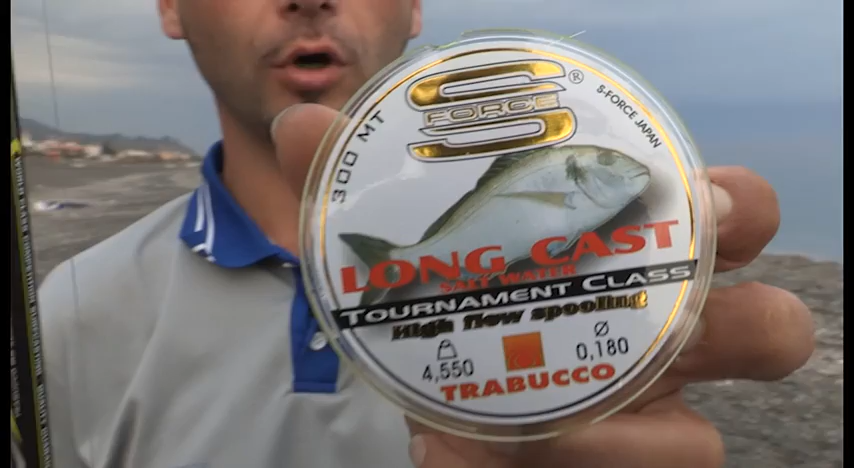 S
FORCE
®
S-FORCE JAPAN
300 MT
LONG CAST
SALT WATER
TOURNAMENT CLASS
High flow spooling
4,550
Ø
0,180
TRABUCCO